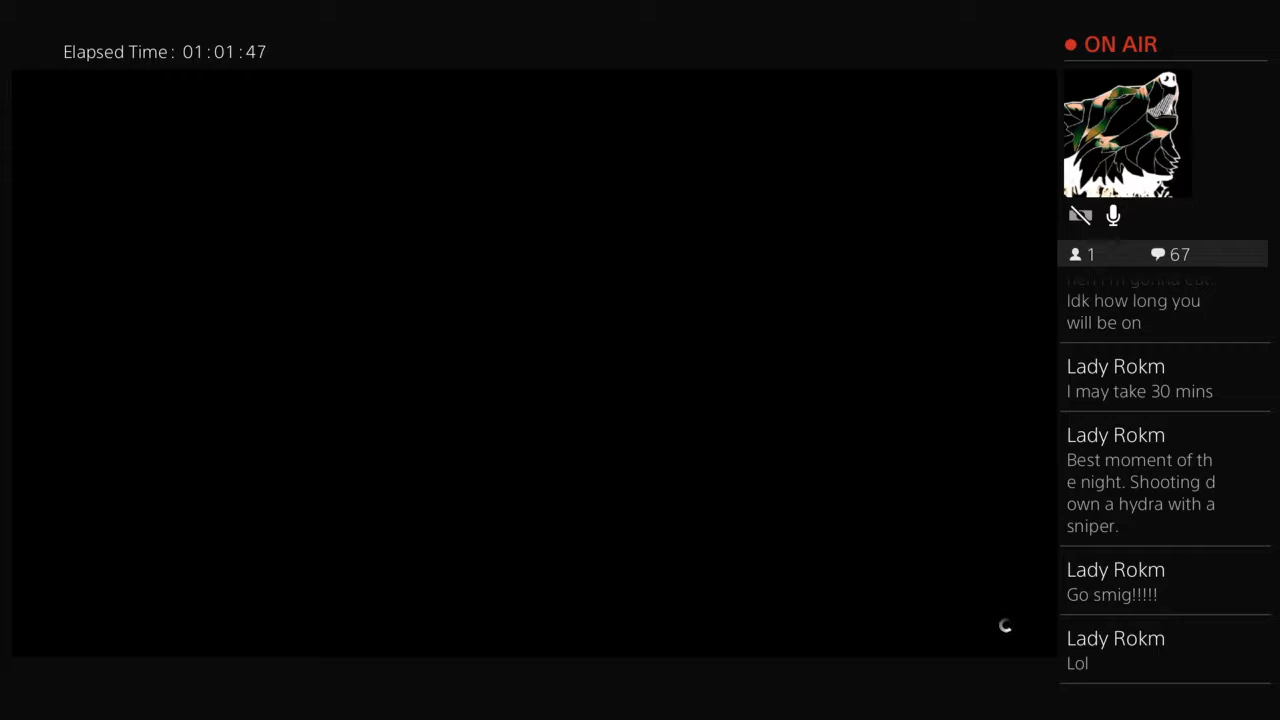 Elapsed Time: 01:01:47
ON AIR
1
67
Idk how long you
will be on
Lady Rokm
I may take 30 mins
Lady Rokm
Best moment of th
e night. Shooting d
own a hydra with a
sniper.
Lady Rokm
Go smig!!!!!
Lady Rokm
Lol